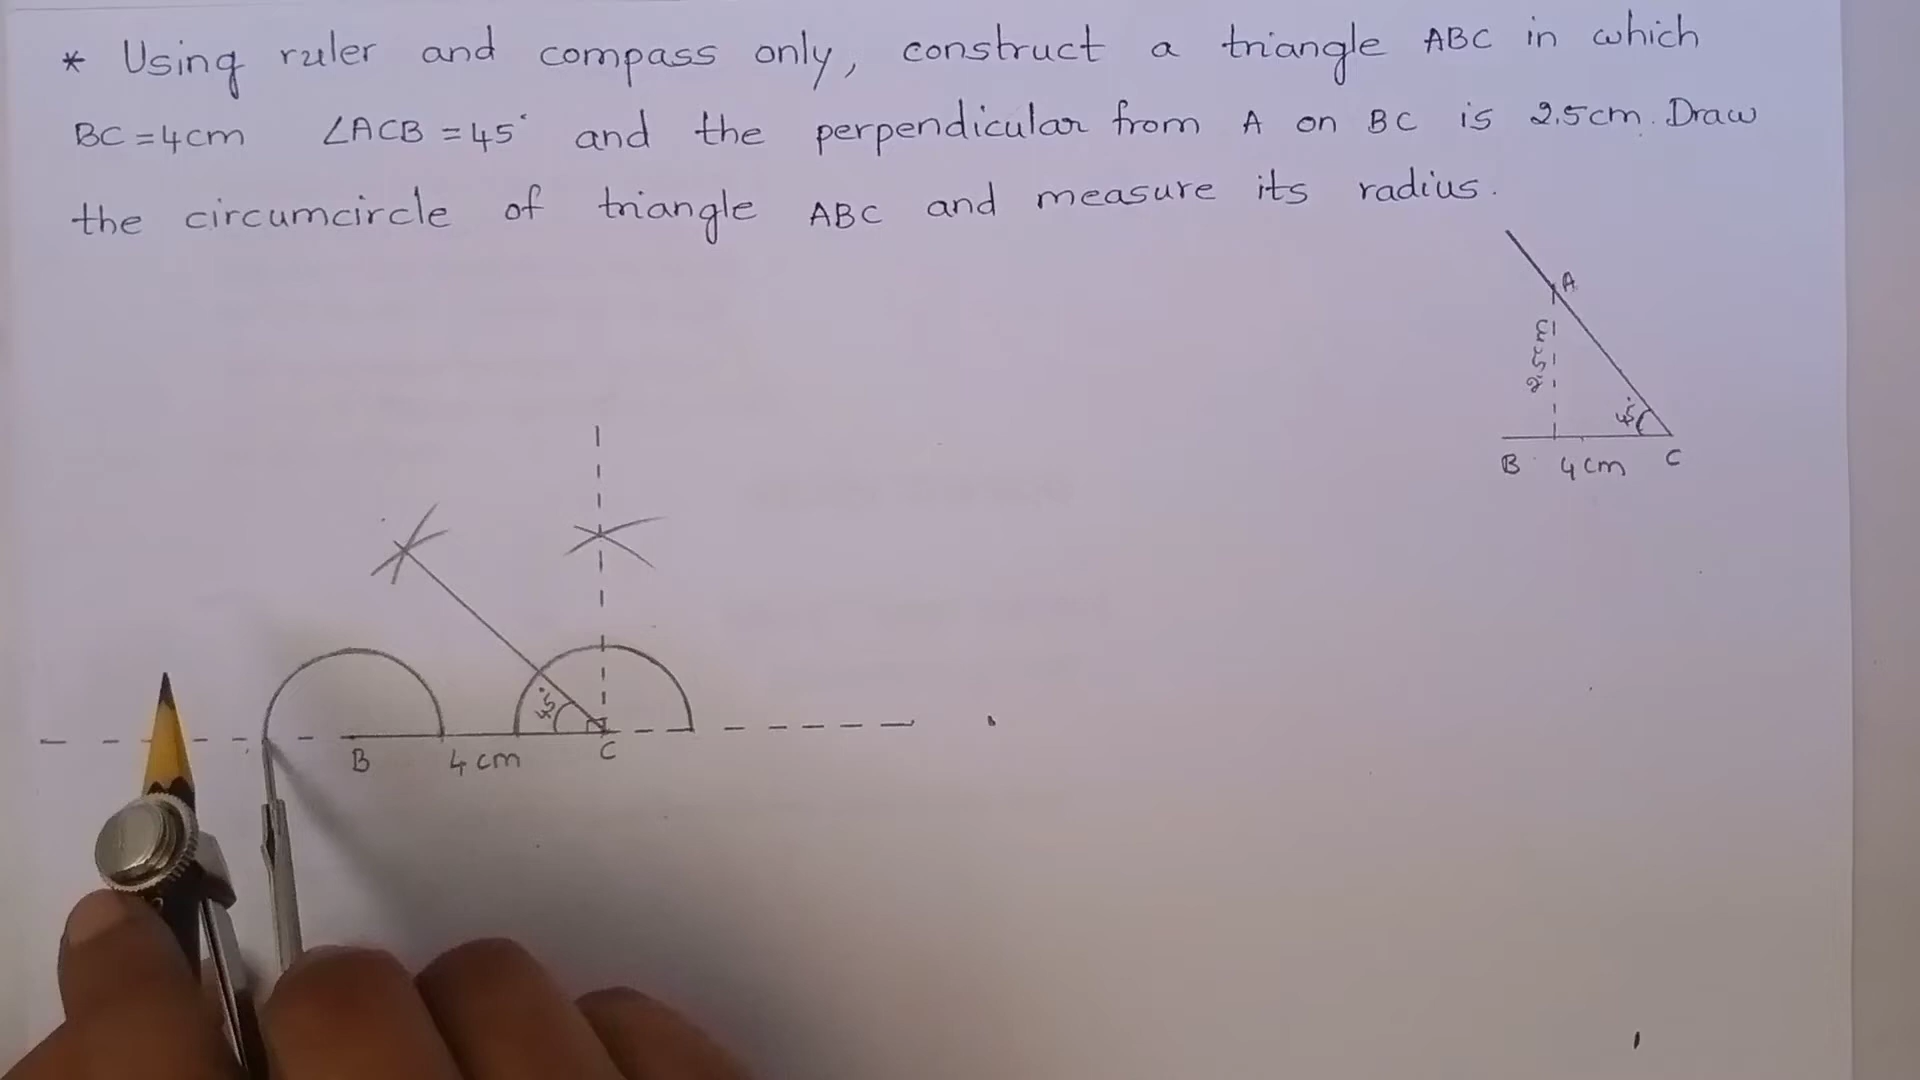 * Using ruler and compass only, construct a triangle ABC in which
BC = 4cm ∠ACB = 45° and the perpendicular from A on BC is 2.5cm. Draw
the circumcircle of triangle ABC and measure its radius.
A
2.5cm
45°
B 4cm C
45°
B 4cm C